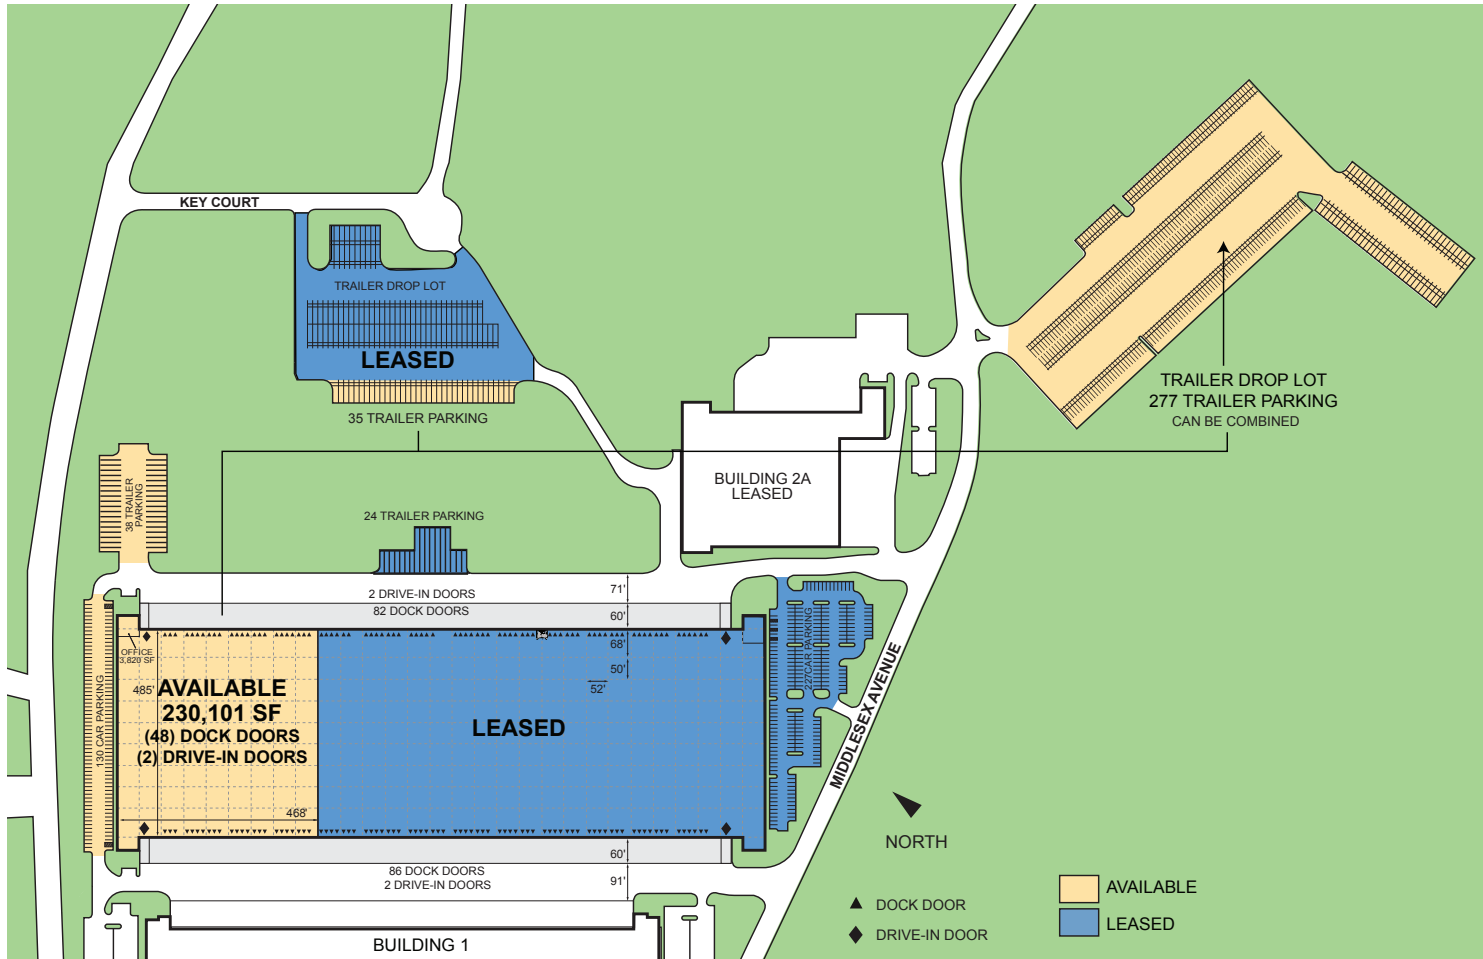 KEY COURT
TRAILER DROP LOT
LEASED
35 TRAILER PARKING
TRAILER DROP LOT
277 TRAILER PARKING
CAN BE COMBINED
BUILDING 2A
LEASED
38 TRAILER
PARKING
24 TRAILER PARKING
2 DRIVE-IN DOORS
82 DOCK DOORS
71'
60'
68'
50'
52'
OFFICE
3,820 SF
485'
AVAILABLE
230,101 SF
(48) DOCK DOORS
(2) DRIVE-IN DOORS
468'
LEASED
130 CAR PARKING
227CAR PARKING
MIDDLESEX AVENUE
60'
91'
86 DOCK DOORS
2 DRIVE-IN DOORS
BUILDING 1
NORTH
DOCK DOOR
DRIVE-IN DOOR
AVAILABLE
LEASED